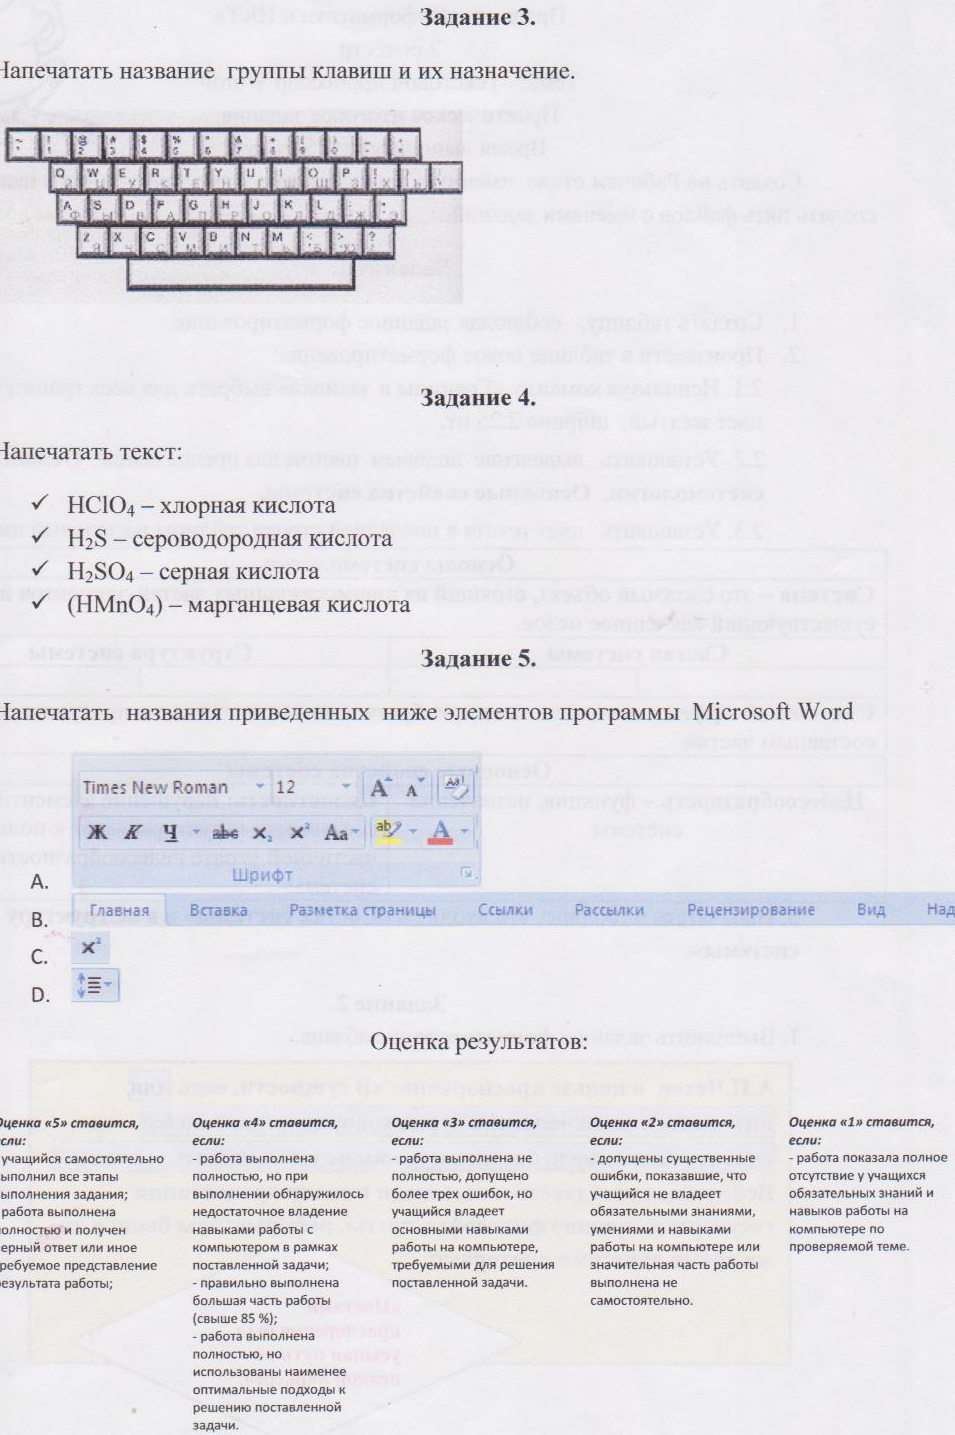 Задание 3.
Напечатать название группы клавиш и их назначение.
Q W E R T Y U I O P
A S D F G H J K L
Z X C V B N M < > ?
Задание 4.
Напечатать текст:
✓ HClO₄ – хлорная кислота
✓ H₂S – сероводородная кислота
✓ H₂SO₄ – серная кислота
✓ (HMnO₄) – марганцевая кислота
Задание 5.
Напечатать названия приведенных ниже элементов программы Microsoft Word
Times New Roman 12 А А Aa
Ж К Ч abc x₂ x² Aa ab А
Шрифт
A.
B. Главная Вставка Разметка страницы Ссылки Рассылки Рецензирование Вид Над
C. x²
D.
Оценка результатов:
Оценка «5» ставится,
если:
учащийся самостоятельно
выполнил все этапы
выполнения задания;
работа выполнена
полностью и получен
верный ответ или иное
требуемое представление
результата работы;
Оценка «4» ставится,
если:
- работа выполнена
полностью, но при
выполнении обнаружилось
недостаточное владение
навыками работы с
компьютером в рамках
поставленной задачи;
- правильно выполнена
большая часть работы
(свыше 85 %);
- работа выполнена
полностью, но
использованы наименее
оптимальные подходы к
решению поставленной
задачи.
Оценка «3» ставится,
если:
- работа выполнена не
полностью, допущено
более трех ошибок, но
учащийся владеет
основными навыками
работы на компьютере,
требуемыми для решения
поставленной задачи.
Оценка «2» ставится,
если:
- допущены существенные
ошибки, показавшие, что
учащийся не владеет
обязательными знаниями,
умениями и навыками
работы на компьютере или
значительная часть работы
выполнена не
самостоятельно.
Оценка «1» ставится,
если:
- работа показала полное
отсутствие у учащихся
обязательных знаний и
навыков работы на
компьютере по
проверяемой теме.